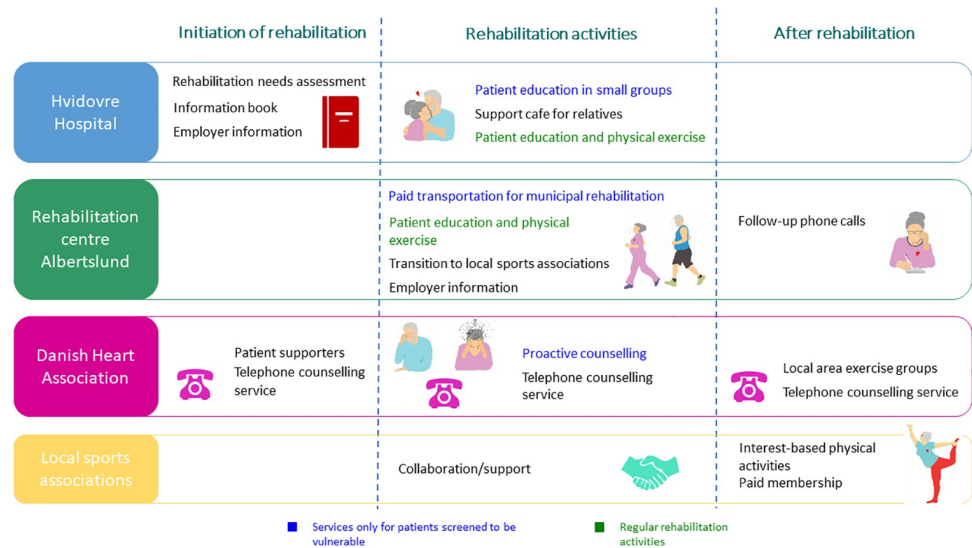 Initiation of rehabilitation
Rehabilitation activities
After rehabilitation
Hvidovre
Hospital
Rehabilitation needs assessment
Information book
Employer information
Patient education in small groups
Support cafe for relatives
Patient education and physical exercise
Rehabilitation
centre
Albertslund
Paid transportation for municipal rehabilitation
Patient education and physical
exercise
Transition to local sports associations
Employer information
Follow-up phone calls
Danish Heart
Association
Patient supporters
Telephone counselling
service
Proactive counselling
Telephone counselling
service
Local area exercise groups
Telephone counselling service
Local sports
associations
Collaboration/support
Interest-based physical
activities
Paid membership
Services only for patients screened to be
vulnerable
Regular rehabilitation
activities